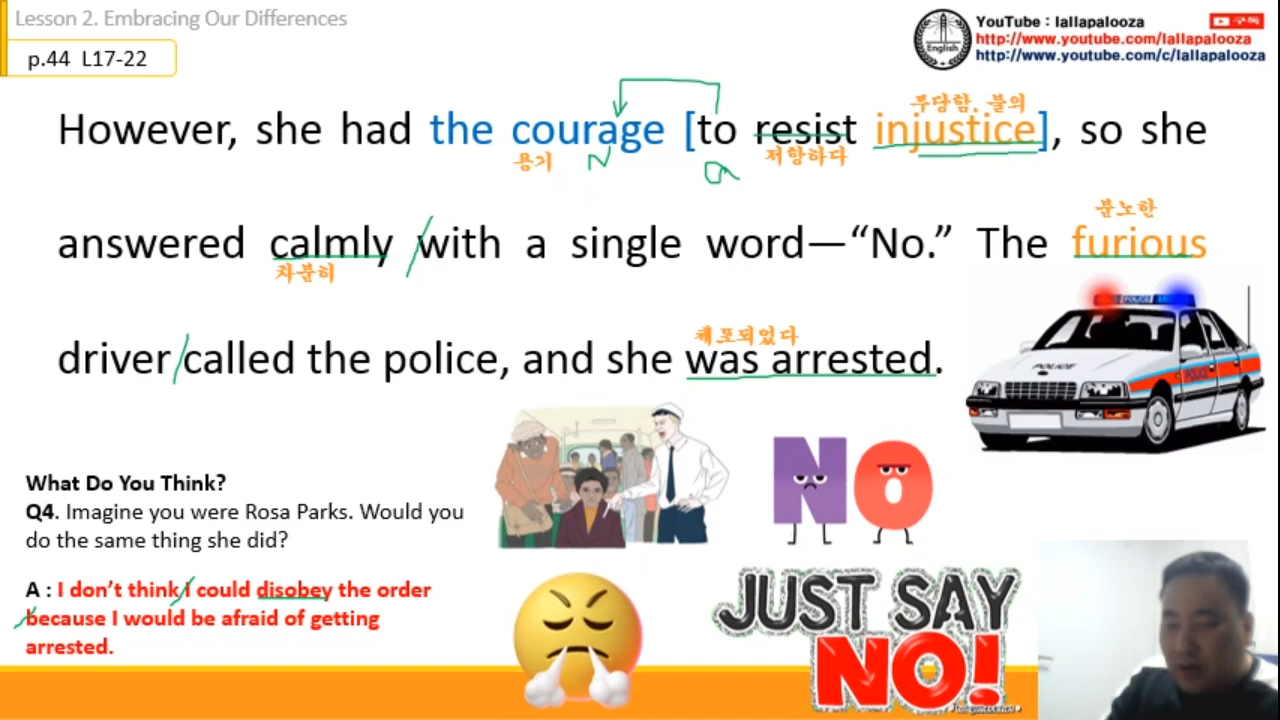 Lesson 2. Embracing Our Differences
p.44 L17-22
English
YouTube : lallapalooza
구독
http://www.youtube.com/lallapalooza
http://www.youtube.com/c/lallapalooza
부당함, 불의
However, she had the courage [to resist injustice], so she
용기 N a 저항하다
분노한
answered calmly with a single word—“No.” The furious
차분히
체포되었다
driver called the police, and she was arrested.
POLICE
POLICE
POLICE
What Do You Think?
Q4. Imagine you were Rosa Parks. Would you
do the same thing she did?
A : I don’t think I could disobey the order
because I would be afraid of getting
arrested.
NO
JUST SAY
NO!